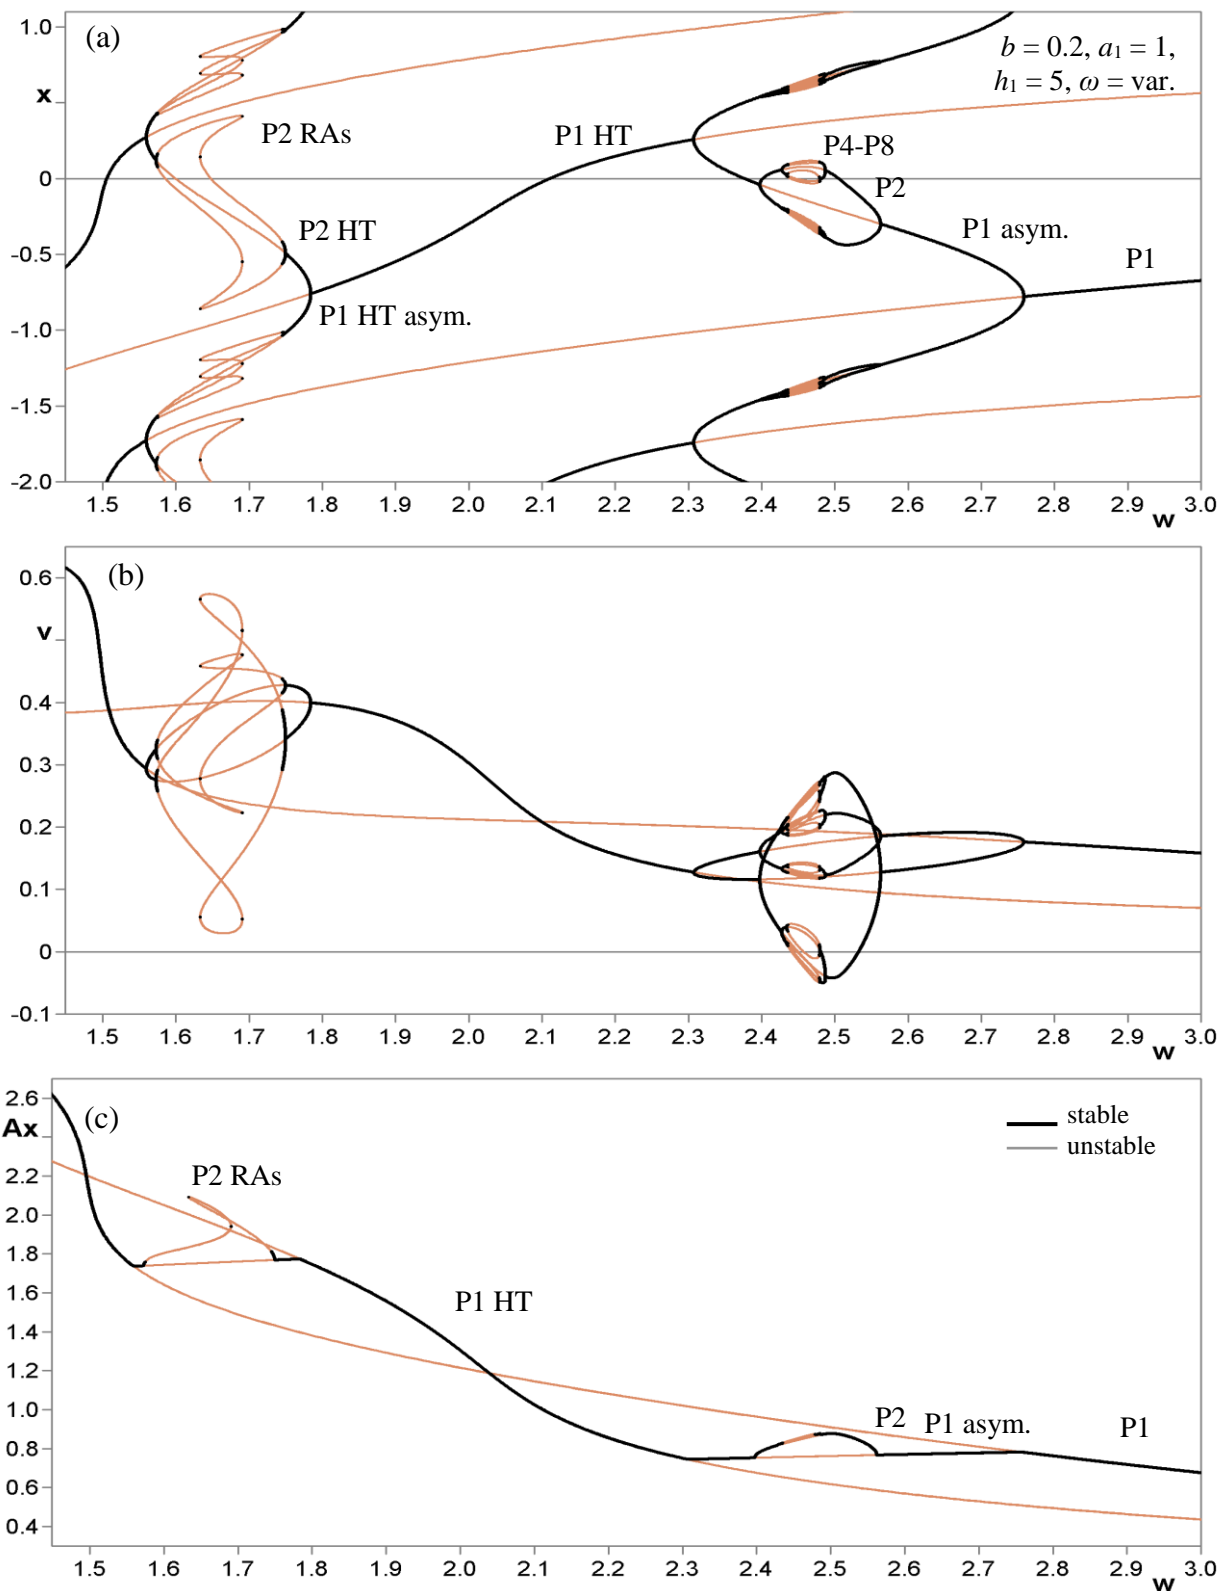 (a)
b = 0.2, a₁ = 1,
h₁ = 5, ω = var.
1.0
x
0
-0.5
-1.0
-1.5
-2.0
P2 RAs
P1 HT
P4-P8
P2
P2 HT
P1 asym.
P1
P1 HT asym.
1.5 1.6 1.7 1.8 1.9 2.0 2.1 2.2 2.3 2.4 2.5 2.6 2.7 2.8 2.9 3.0
w
(b)
0.6
v
0.4
0.3
0.2
0.1
0
-0.1
1.5 1.6 1.7 1.8 1.9 2.0 2.1 2.2 2.3 2.4 2.5 2.6 2.7 2.8 2.9 3.0
w
(c)
2.6
Ax
2.2
2.0
1.8
1.6
1.4
1.2
1.0
0.8
0.6
0.4
stable
unstable
P2 RAs
P1 HT
P2
P1 asym.
P1
1.5 1.6 1.7 1.8 1.9 2.0 2.1 2.2 2.3 2.4 2.5 2.6 2.7 2.8 2.9 3.0
w